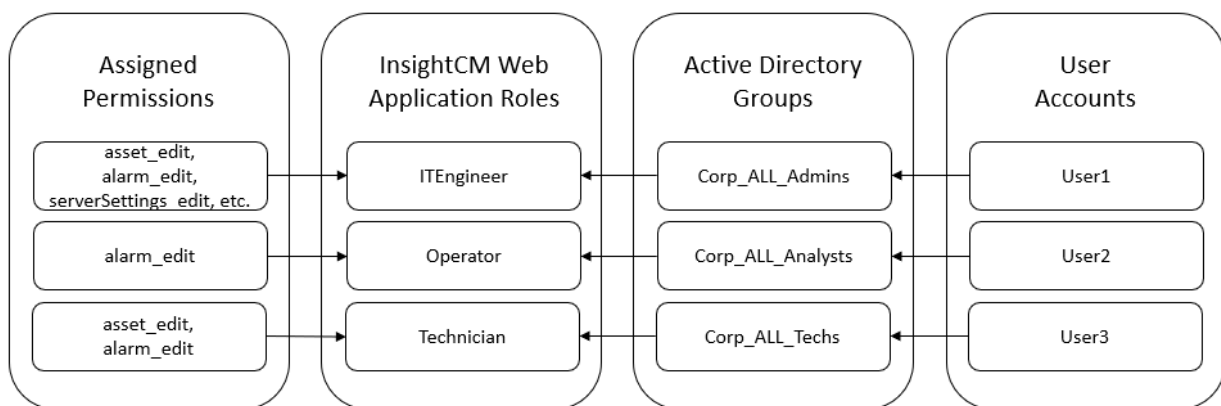 Assigned
Permissions
asset_edit,
alarm_edit,
serverSettings_edit, etc.
alarm_edit
asset_edit,
alarm_edit
InsightCM Web
Application Roles
ITEngineer
Operator
Technician
Active Directory
Groups
Corp_ALL_Admins
Corp_ALL_Analysts
Corp_ALL_Techs
User
Accounts
User1
User2
User3